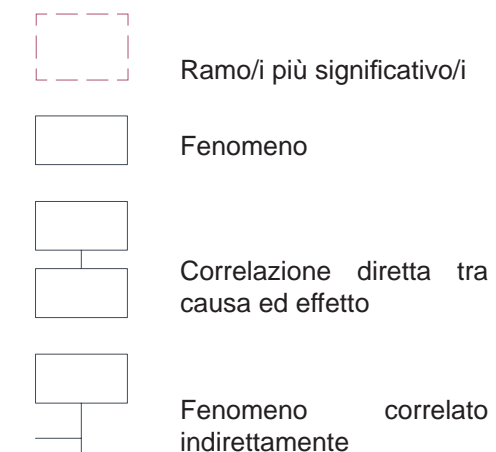 Ramo/i più significativo/i
Fenomeno
Correlazione diretta tra
causa ed effetto
Fenomeno correlato
indirettamente